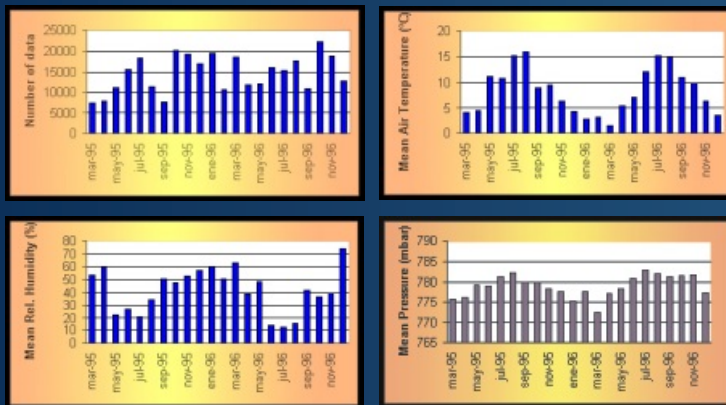 Number of data
25000
20000
15000
10000
5000
0
mar-95
may-95
jul-95
sep-95
nov-95
ene-96
mar-96
may-96
jul-96
sep-96
nov-96
Mean Air Temperature (°C)
20
15
10
5
0
mar-95
may-95
jul-95
sep-95
nov-95
ene-96
mar-96
may-96
jul-96
sep-96
nov-96
Mean Rel. Humidity (%)
80
70
60
50
40
30
20
10
0
mar-95
may-95
jul-95
sep-95
nov-95
ene-96
mar-96
may-96
jul-96
sep-96
nov-96
Mean Pressure (mbar)
790
785
780
775
770
765
mar-95
may-95
jul-95
sep-95
nov-95
ene-96
mar-96
may-96
jul-96
sep-96
nov-96